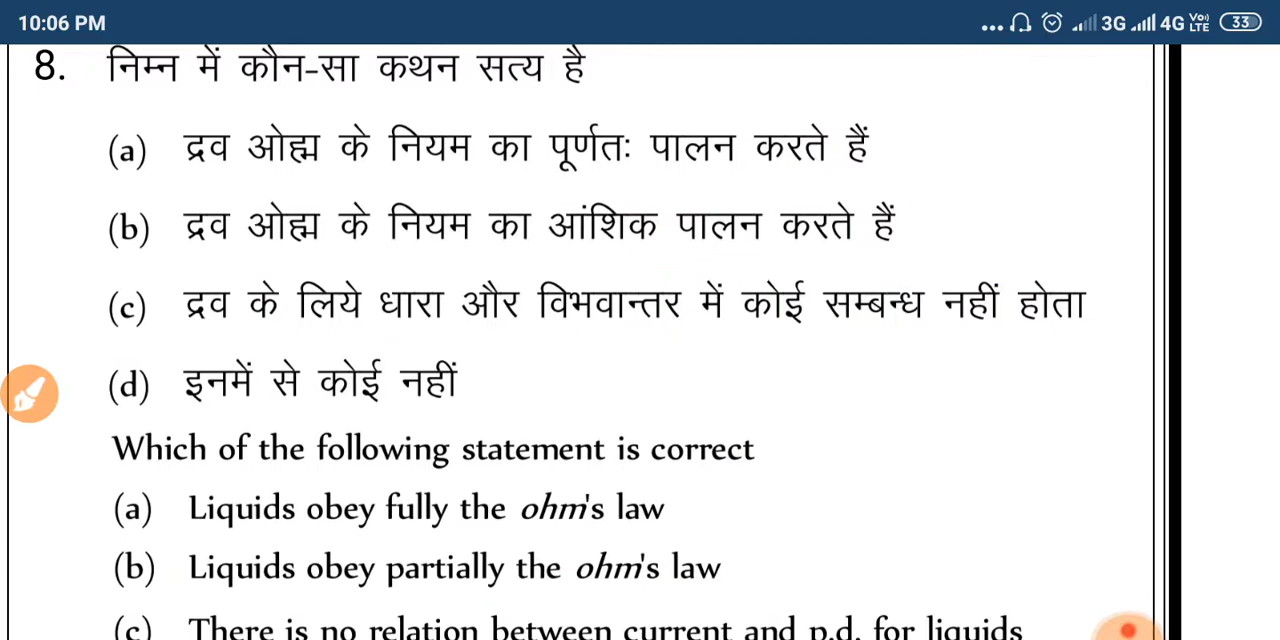 10:06 PM ... 3G 4G Vo) LTE 33
8. निम्न में कौन-सा कथन सत्य है
(a) द्रव ओह्म के नियम का पूर्णतः पालन करते हैं
(b) द्रव ओह्म के नियम का आंशिक पालन करते हैं
(c) द्रव के लिये धारा और विभवान्तर में कोई सम्बन्ध नहीं होता
(d) इनमें से कोई नहीं
Which of the following statement is correct
(a) Liquids obey fully the ohm's law
(b) Liquids obey partially the ohm's law
(c) There is no relation between current and p.d. for liquids